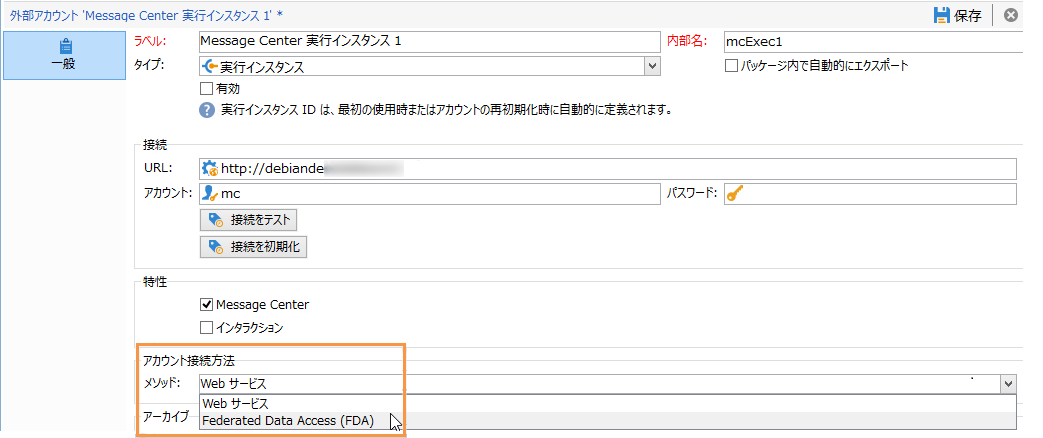 外部アカウント 'Message Center 実行インスタンス 1' *
保存
一般
ラベル: Message Center 実行インスタンス 1 内部名: mcExec1
タイプ: 実行インスタンス パッケージ内で自動的にエクスポート
有効
実行インスタンス ID は、最初の使用時またはアカウントの再初期化時に自動的に定義されます。
接続
URL: http://debiande
アカウント: mc パスワード:
接続をテスト
接続を初期化
特性
Message Center
インタラクション
アカウント接続方法
メソッド: Web サービス
Web サービス
アーカイブ Federated Data Access (FDA)